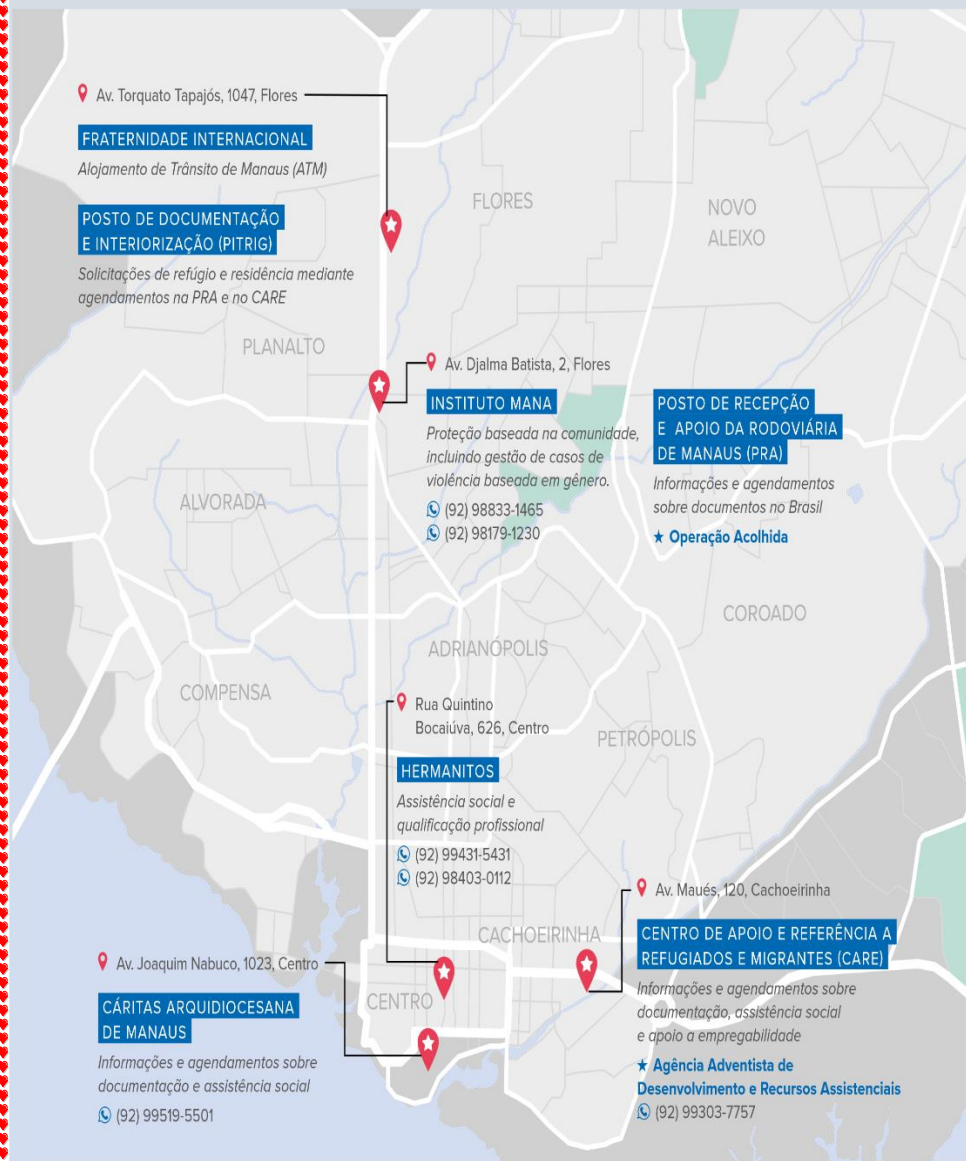 Av. Torquato Tapajós, 1047, Flores
FRATERNIDADE INTERNACIONAL
Alojamento de Trânsito de Manaus (ATM)
POSTO DE DOCUMENTAÇÃO
E INTERIORIZAÇÃO (PITRIG)
Solicitações de refúgio e residência mediante
agendamentos na PRA e no CARE
FLORES
NOVO
ALEIXO
PLANALTO
Av. Djalma Batista, 2, Flores
INSTITUTO MANA
Proteção baseada na comunidade,
incluindo gestão de casos de
violência baseada em gênero.
(92) 98833-1465
(92) 98179-1230
POSTO DE RECEPÇÃO
E APOIO DA RODOVIÁRIA
DE MANAUS (PRA)
Informações e agendamentos
sobre documentos no Brasil
★ Operação Acolhida
ALVORADA
COROADO
ADRIANÓPOLIS
COMPENSA
Rua Quintino
Bocaiúva, 626, Centro
PETRÓPOLIS
HERMANITOS
Assistência social e
qualificação profissional
(92) 99431-5431
(92) 98403-0112
Av. Maués, 120, Cachoeirinha
CACHOEIRINHA
CENTRO DE APOIO E REFERÊNCIA A
REFUGIADOS E MIGRANTES (CARE)
Informações e agendamentos sobre
documentação, assistência social
e apoio a empregabilidade
★ Agência Adventista de
Desenvolvimento e Recursos Assistenciais
(92) 99303-7757
Av. Joaquim Nabuco, 1023, Centro
CENTRO
CÁRITAS ARQUIDIOCESANA
DE MANAUS
Informações e agendamentos sobre
documentação e assistência social
(92) 99519-5501